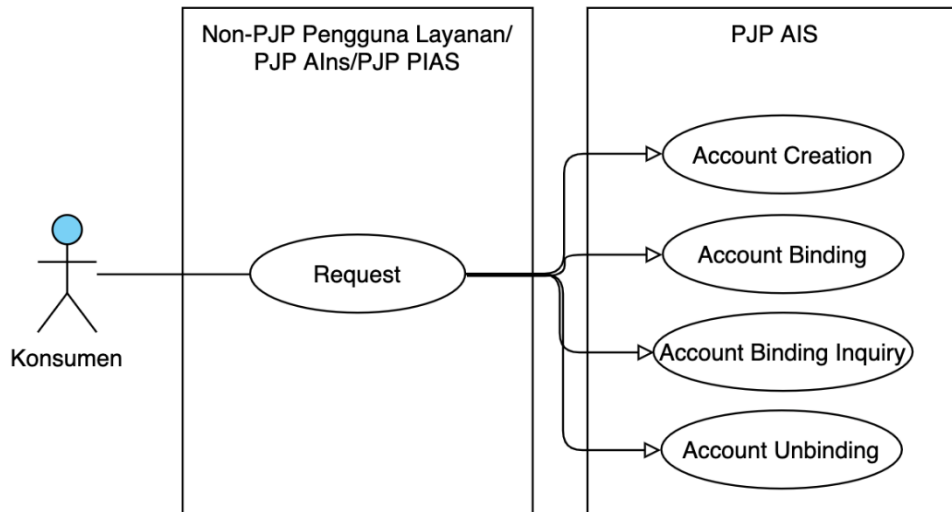 Non-PJP Pengguna Layanan/
PJP AIns/PJP PIAS
PJP AIS
Account Creation
Account Binding
Request
Account Binding Inquiry
Konsumen
Account Unbinding